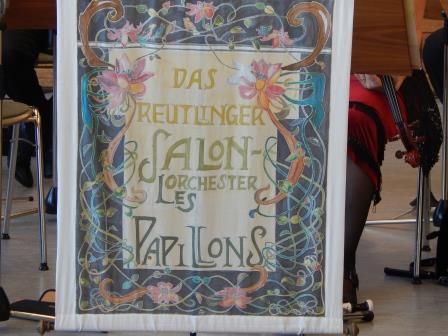 DAS
REUTLINGER
SALON-
ORCHESTER
LES
PAPILLONS